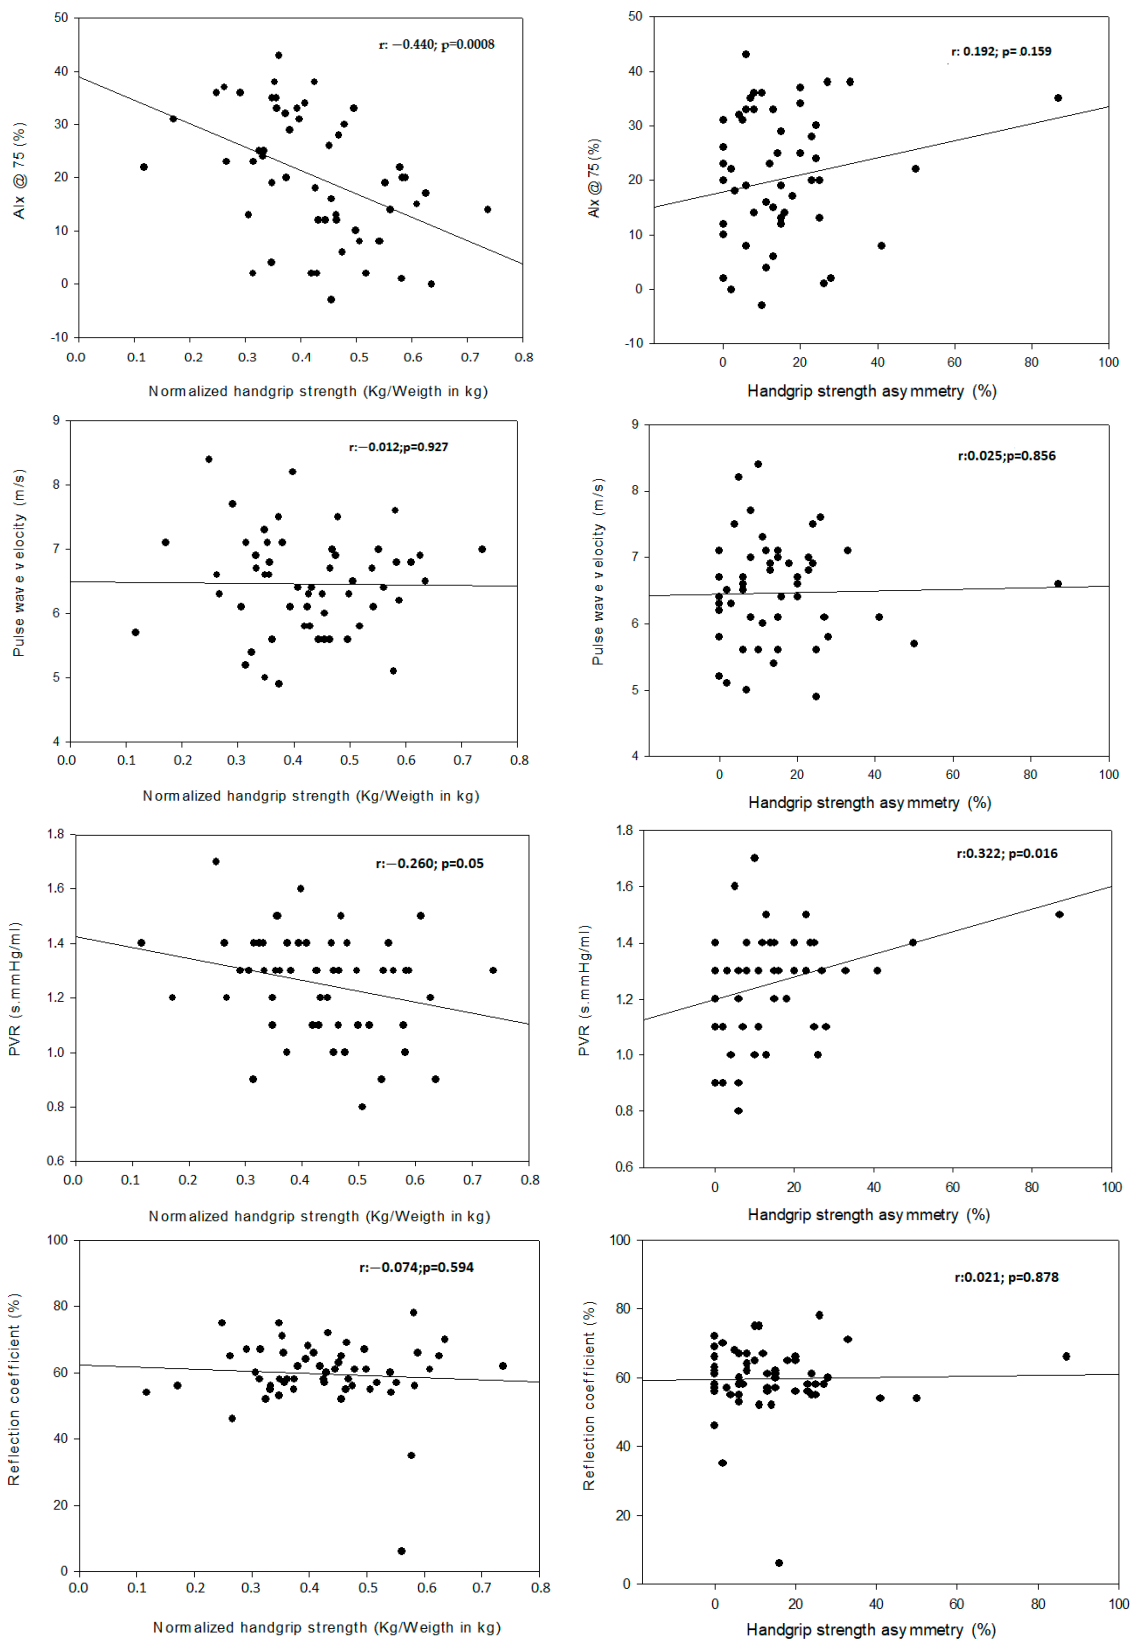 r: −0.440; p=0.0008
AIx @ 75 (%)
50
40
30
20
10
0
-10
0.0 0.1 0.2 0.3 0.4 0.5 0.6 0.7 0.8
Normalized handgrip strength (Kg/Weigth in kg)
r: 0.192; p= 0.159
AIx @ 75 (%)
50
40
30
20
10
0
-10
0 20 40 60 80 100
Handgrip strength asymmetry (%)
r:−0.012;p=0.927
Pulse wave velocity (m/s)
9
8
7
6
5
4
0.0 0.1 0.2 0.3 0.4 0.5 0.6 0.7 0.8
Normalized handgrip strength (Kg/Weigth in kg)
r:0.025;p=0.856
Pulse wave velocity (m/s)
9
8
7
6
5
4
0 20 40 60 80 100
Handgrip strength asymmetry (%)
r:−0.260; p=0.05
PVR (s.mmHg/ml)
1.8
1.6
1.4
1.2
1.0
0.8
0.6
0.0 0.1 0.2 0.3 0.4 0.5 0.6 0.7 0.8
Normalized handgrip strength (Kg/Weigth in kg)
r:0.322; p=0.016
PVR (s.mmHg/ml)
1.8
1.6
1.4
1.2
1.0
0.8
0.6
0 20 40 60 80 100
Handgrip strength asymmetry (%)
r:−0.074;p=0.594
Reflection coefficient (%)
100
80
60
40
20
0
0.0 0.1 0.2 0.3 0.4 0.5 0.6 0.7 0.8
Normalized handgrip strength (Kg/Weigth in kg)
r:0.021; p=0.878
Reflection coefficient (%)
100
80
60
40
20
0
0 20 40 60 80 100
Handgrip strength asymmetry (%)